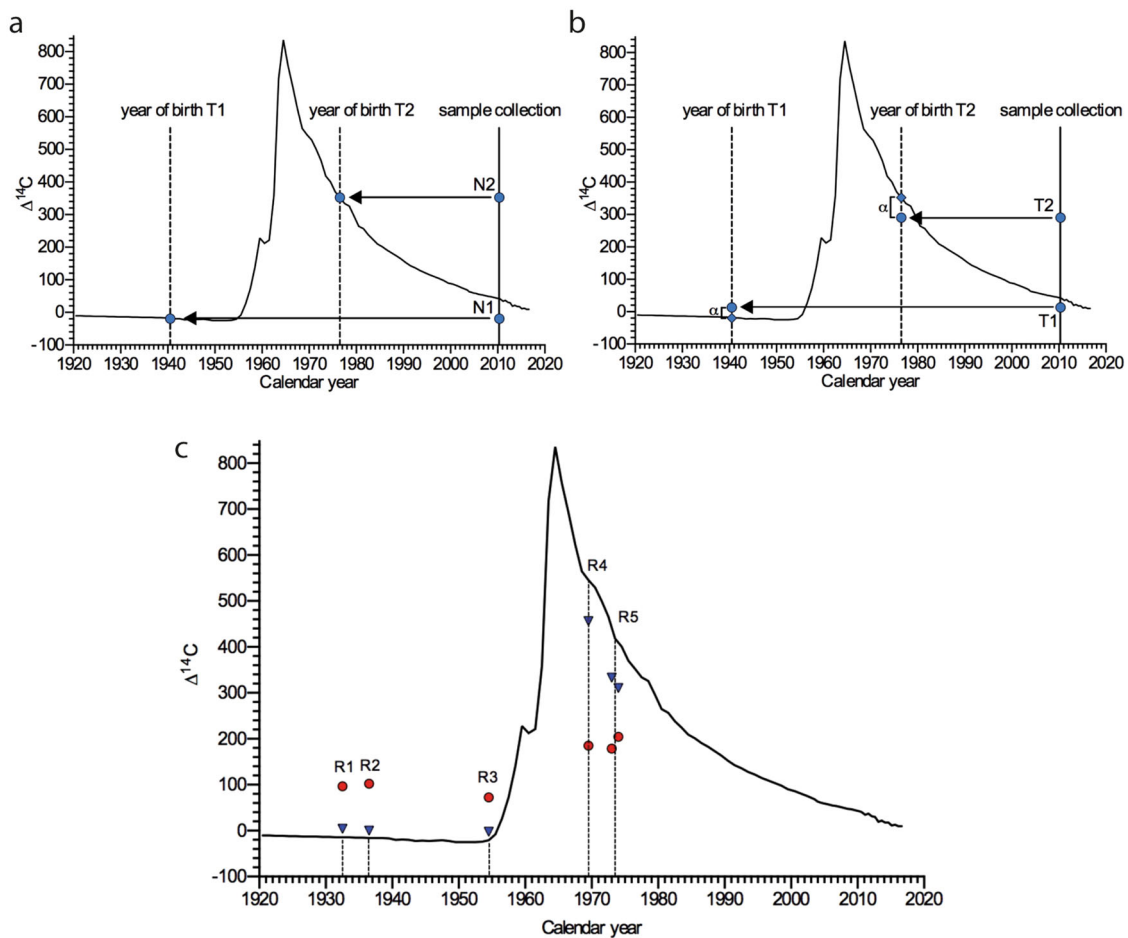 a
800
700
600
500
400
300
200
100
0
-100
Δ¹⁴C
year of birth T1
year of birth T2
sample collection
N2
N1
1920 1930 1940 1950 1960 1970 1980 1990 2000 2010 2020
Calendar year
b
800
700
600
500
400
300
200
100
0
-100
Δ¹⁴C
year of birth T1
year of birth T2
sample collection
α
T2
α
T1
1920 1930 1940 1950 1960 1970 1980 1990 2000 2010 2020
Calendar year
c
800
700
600
500
400
300
200
100
0
-100
Δ¹⁴C
R4
R5
R1 R2
R3
1920 1930 1940 1950 1960 1970 1980 1990 2000 2010 2020
Calendar year